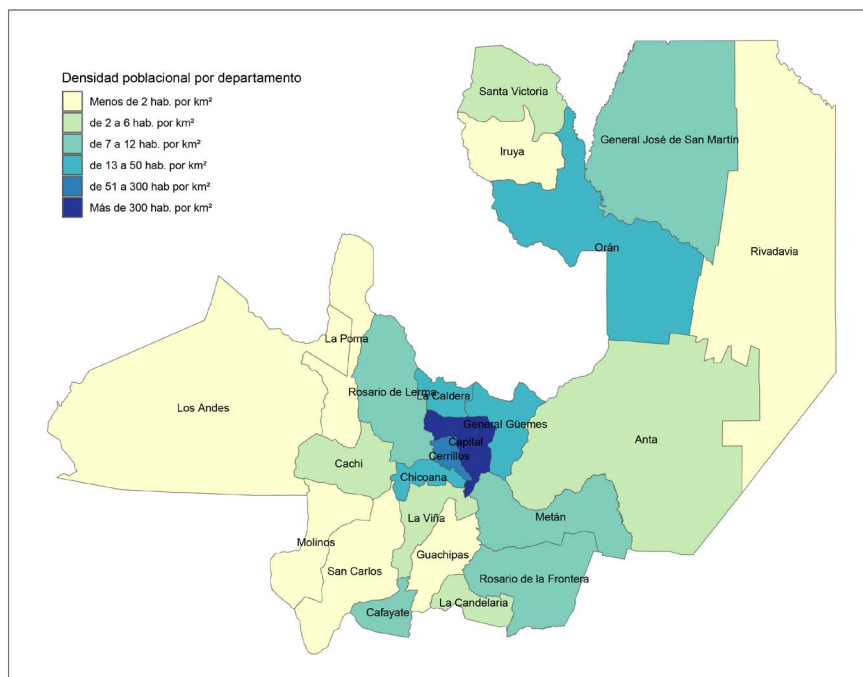 Densidad poblacional por departamento
Menos de 2 hab. por km²
de 2 a 6 hab. por km²
de 7 a 12 hab. por km²
de 13 a 50 hab. por km²
de 51 a 300 hab por km²
Más de 300 hab. por km²
Santa Victoria
General José de San Martín
Iruya
Orán
Rivadavia
La Poma
Rosario de Lerma
La Caldera
Los Andes
General Güemes
Capital
Anta
Cerrillos
Cachi
Chicoana
La Viña
Metán
Molinos
Guachipas
San Carlos
Rosario de la Frontera
La Candelaria
Cafayate